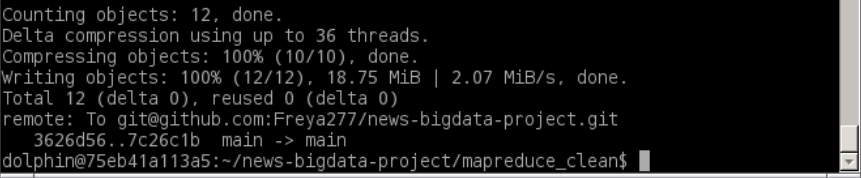 Counting objects: 12, done.
Delta compression using up to 36 threads.
Compressing objects: 100% (10/10), done.
Writing objects: 100% (12/12), 18.75 MiB | 2.07 MiB/s, done.
Total 12 (delta 0), reused 0 (delta 0)
remote: To git@github.com:Freya277/news-bigdata-project.git
   3626d56..7c26c1b  main -> main
dolphin@75eb41a113a5:~/news-bigdata-project/mapreduce_clean$